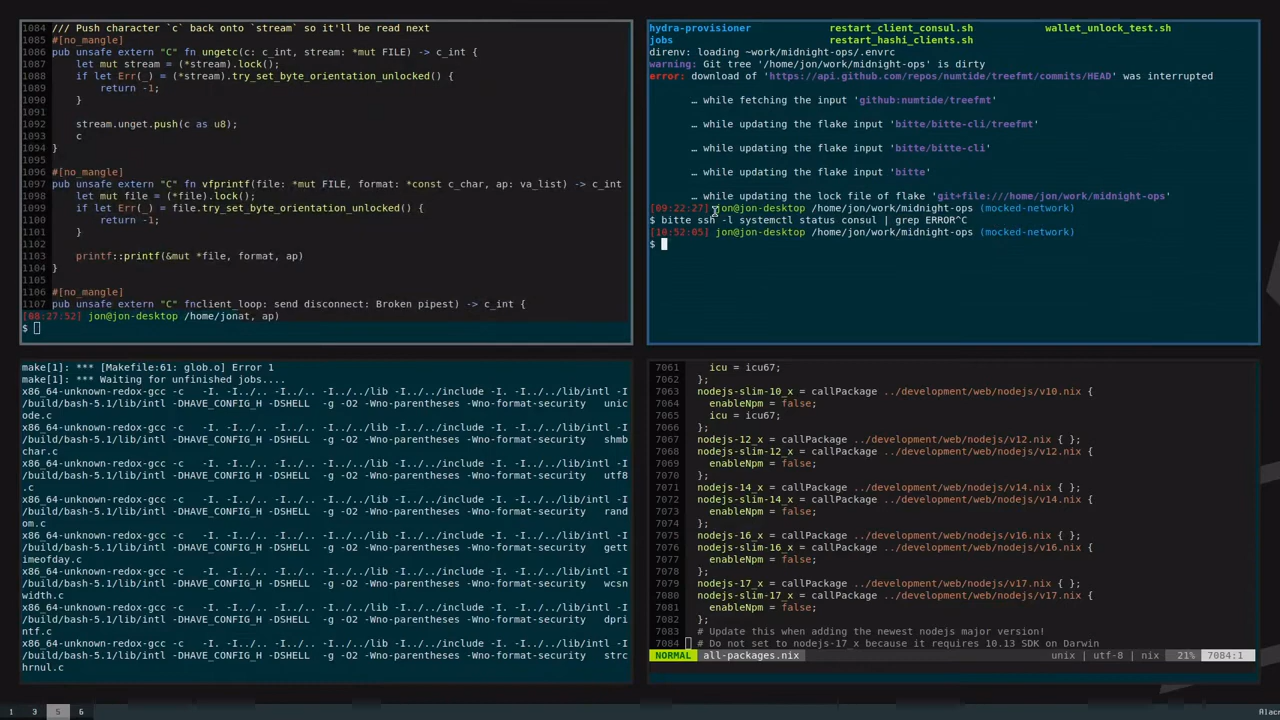 1084 /// Push character `c` back onto `stream` so it'll be read next
1085 #[no_mangle]
1086 pub unsafe extern "C" fn ungetc(c: c_int, stream: *mut FILE) -> c_int {
1087     let mut stream = (*stream).lock();
1088     if let Err(_) = (*stream).try_set_byte_orientation_unlocked() {
1089         return -1;
1090     }
1091
1092     stream.unget.push(c as u8);
1093     c
1094 }
1095
1096 #[no_mangle]
1097 pub unsafe extern "C" fn vfprintf(file: *mut FILE, format: *const c_char, ap: va_list) -> c_int
1098     let mut file = (*file).lock();
1099     if let Err(_) = file.try_set_byte_orientation_unlocked() {
1100         return -1;
1101     }
1102
1103     printf::printf(&mut *file, format, ap)
1104 }
1105
1106 #[no_mangle]
1107 pub unsafe extern "C" fnclient_loop: send disconnect: Broken pipest) -> c_int {
[08:27:52] jon@jon-desktop /home/jonat, ap)
$
hydra-provisioner restart_client_consul.sh wallet_unlock_test.sh
jobs restart_hashi_clients.sh
direnv: loading ~work/midnight-ops/.envrc
warning: Git tree '/home/jon/work/midnight-ops' is dirty
error: download of 'https://api.github.com/repos/numtide/treefmt/commits/HEAD' was interrupted
… while fetching the input 'github:numtide/treefmt'
… while updating the flake input 'bitte/bitte-cli/treefmt'
… while updating the flake input 'bitte/bitte-cli'
… while updating the flake input 'bitte'
… while updating the lock file of flake 'git+file:///home/jon/work/midnight-ops'
[09:22:27] jon@jon-desktop /home/jon/work/midnight-ops (mocked-network)
$ bitte ssh -l systemctl status consul | grep ERROR^C
[10:52:05] jon@jon-desktop /home/jon/work/midnight-ops (mocked-network)
$
make[1]: *** [Makefile:61: glob.o] Error 1
make[1]: *** Waiting for unfinished jobs....
x86_64-unknown-redox-gcc -c   -I. -I../.. -I../.. -I../../lib -I../../include -I../../lib/intl -I
/build/bash-5.1/lib/intl -DHAVE_CONFIG_H -DSHELL  -g -O2 -Wno-parentheses -Wno-format-security   unic
ode.c
x86_64-unknown-redox-gcc -c   -I. -I../.. -I../.. -I../../lib -I../../include -I../../lib/intl -I
/build/bash-5.1/lib/intl -DHAVE_CONFIG_H -DSHELL  -g -O2 -Wno-parentheses -Wno-format-security   shmb
char.c
x86_64-unknown-redox-gcc -c   -I. -I../.. -I../.. -I../../lib -I../../include -I../../lib/intl -I
/build/bash-5.1/lib/intl -DHAVE_CONFIG_H -DSHELL  -g -O2 -Wno-parentheses -Wno-format-security   utf8
.c
x86_64-unknown-redox-gcc -c   -I. -I../.. -I../.. -I../../lib -I../../include -I../../lib/intl -I
/build/bash-5.1/lib/intl -DHAVE_CONFIG_H -DSHELL  -g -O2 -Wno-parentheses -Wno-format-security   rand
om.c
x86_64-unknown-redox-gcc -c   -I. -I../.. -I../.. -I../../lib -I../../include -I../../lib/intl -I
/build/bash-5.1/lib/intl -DHAVE_CONFIG_H -DSHELL  -g -O2 -Wno-parentheses -Wno-format-security   gett
imeofday.c
x86_64-unknown-redox-gcc -c   -I. -I../.. -I../.. -I../../lib -I../../include -I../../lib/intl -I
/build/bash-5.1/lib/intl -DHAVE_CONFIG_H -DSHELL  -g -O2 -Wno-parentheses -Wno-format-security   wcsn
width.c
x86_64-unknown-redox-gcc -c   -I. -I../.. -I../.. -I../../lib -I../../include -I../../lib/intl -I
/build/bash-5.1/lib/intl -DHAVE_CONFIG_H -DSHELL  -g -O2 -Wno-parentheses -Wno-format-security   dpri
ntf.c
x86_64-unknown-redox-gcc -c   -I. -I../.. -I../.. -I../../lib -I../../include -I../../lib/intl -I
/build/bash-5.1/lib/intl -DHAVE_CONFIG_H -DSHELL  -g -O2 -Wno-parentheses -Wno-format-security   strc
hrnul.c
7061     icu = icu67;
7062   };
7063   nodejs-slim-10_x = callPackage ../development/web/nodejs/v10.nix {
7064     enableNpm = false;
7065     icu = icu67;
7066   };
7067   nodejs-12_x = callPackage ../development/web/nodejs/v12.nix { };
7068   nodejs-slim-12_x = callPackage ../development/web/nodejs/v12.nix {
7069     enableNpm = false;
7070   };
7071   nodejs-14_x = callPackage ../development/web/nodejs/v14.nix { };
7072   nodejs-slim-14_x = callPackage ../development/web/nodejs/v14.nix {
7073     enableNpm = false;
7074   };
7075   nodejs-16_x = callPackage ../development/web/nodejs/v16.nix { };
7076   nodejs-slim-16_x = callPackage ../development/web/nodejs/v16.nix {
7077     enableNpm = false;
7078   };
7079   nodejs-17_x = callPackage ../development/web/nodejs/v17.nix { };
7080   nodejs-slim-17_x = callPackage ../development/web/nodejs/v17.nix {
7081     enableNpm = false;
7082   };
7083   # Update this when adding the newest nodejs major version!
7084   # Do not set to nodejs-17_x because it requires 10.13 SDK on Darwin
NORMAL all-packages.nix unix | utf-8 | nix 21% 7084:1
1 3 5 6 Alacr